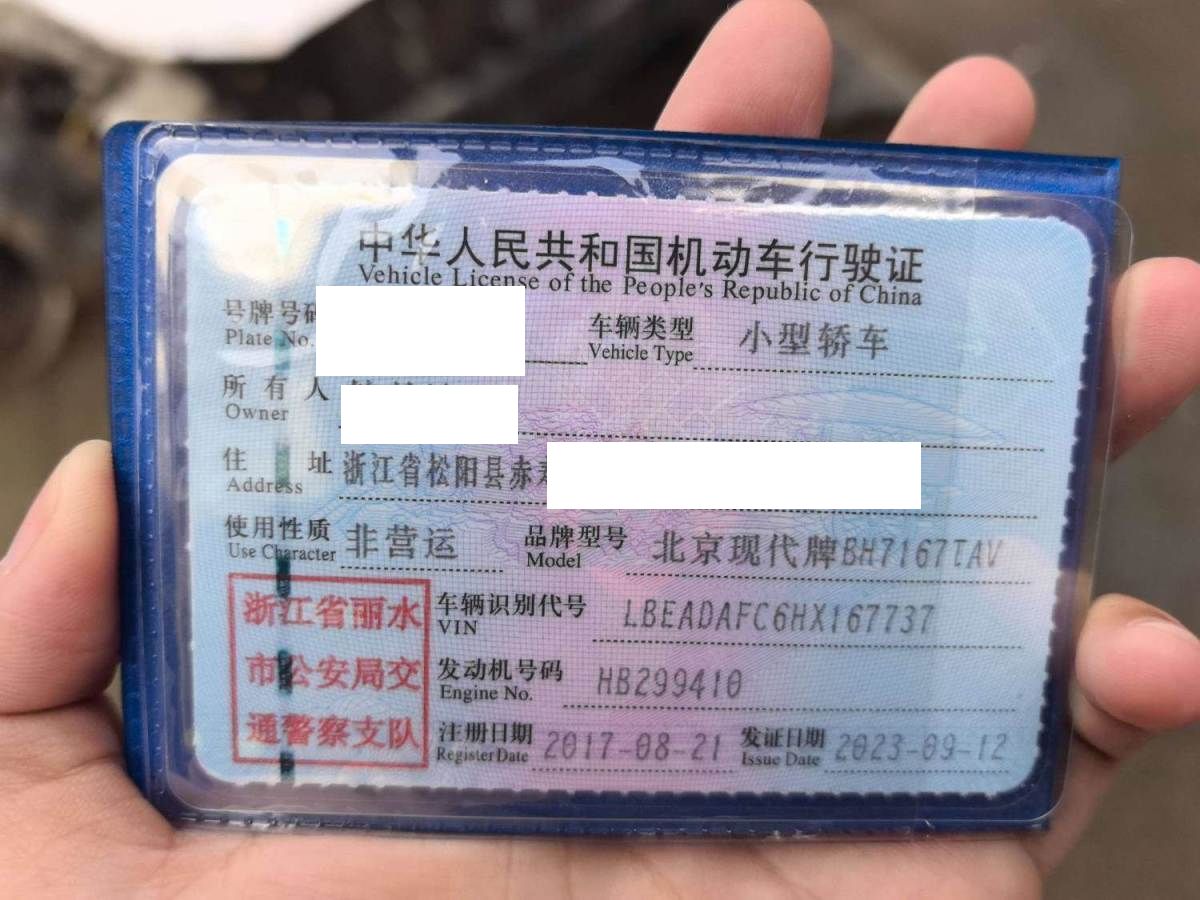 中华人民共和国机动车行驶证
Vehicle License of the People's Republic of China
号牌号码
Plate No.
车辆类型 小型轿车
Vehicle Type
所有人
Owner
住址 浙江省松阳县赤
Address
使用性质 非营运
Use Character
品牌型号 北京现代牌BH7167TAV
Model
浙江省丽水
市公安局交
通警察支队
车辆识别代号 LBEADAFC6HX167737
VIN
发动机号码 HB299410
Engine No.
注册日期 2017-08-21
Register Date
发证日期 2023-09-12
Issue Date